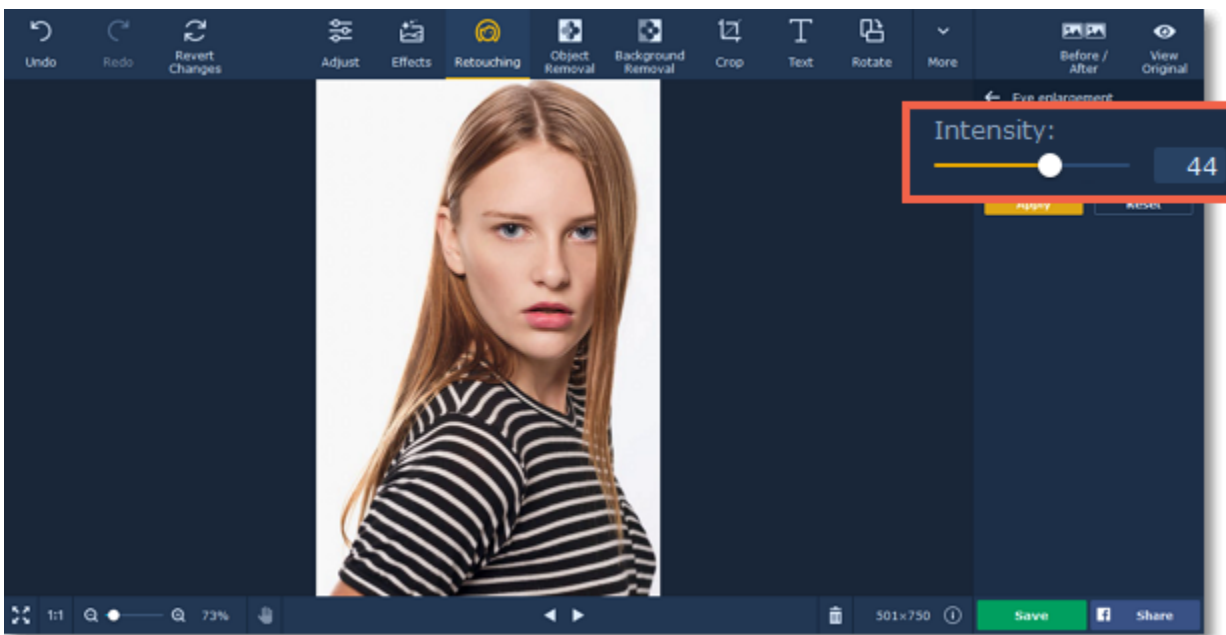 Undo
Redo
Revert
Changes
Adjust
Effects
Retouching
Object
Removal
Background
Removal
Crop
Text
Rotate
More
Before /
After
View
Original
Eye enlargement
Intensity:
44
Apply
Reset
1:1
73%
501×750
Save
Share